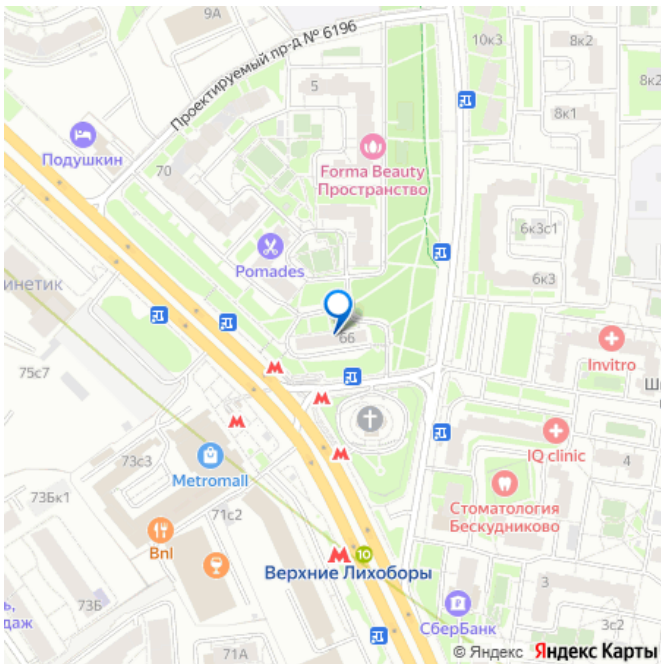 9А
Проектируемый пр-д № 6196
10к3
8к2
8к2
5
8к1
Подушкин
70
Forma Beauty
Пространство
6к3с1
Pomades
6к3
инетик
66
Invitro
75с7
Ш
IQ clinic
73с3
Metromall
4
Стоматология
Бескудниково
73Бк1
71с2
Bnl
10
Верхние Лихоборы
3
73Б
ь,
даж
СберБанк
3с2
71А
© Яндекс Яндекс Карты